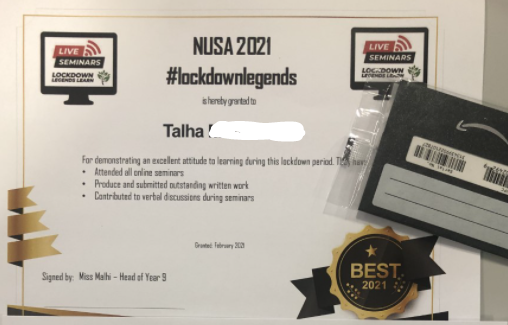 LIVE
SEMINARS
LOCKDOWN
LEGENDS LEARN
NUSA 2021
#lockdownlegends
is hereby granted to
LIVE
SEMINARS
LOCKDOWN
LEGENDS LEARN
Talha
For demonstrating an excellent attitude to learning during this lockdown period.
• Attended all online seminars
• Produce and submitted outstanding written work
• Contributed to verbal discussions during seminars
Granted: February 2021
Signed by: Miss Malhi – Head of Year 9
BEST
2021